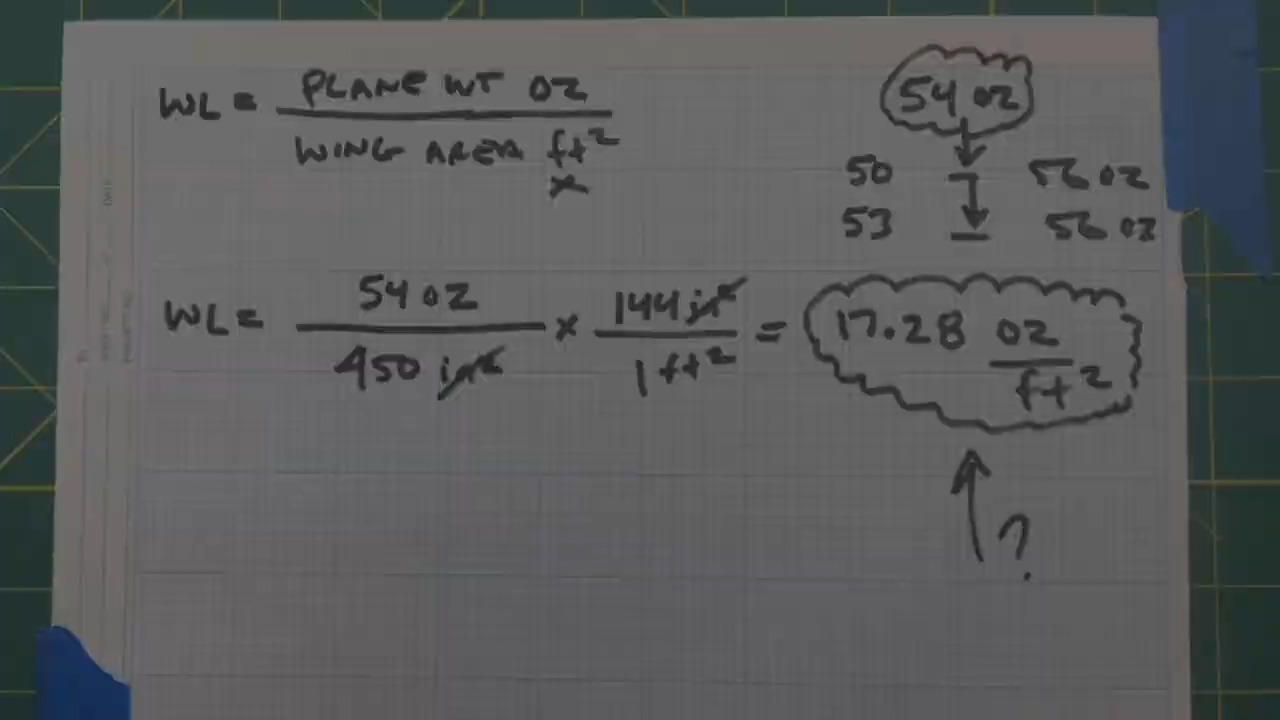 WL = PLANE WT OZ
WING AREA ft²
x
54 OZ
50 56 OZ
53 56 OZ
WL = 54 OZ / 450 in² x 144 in² / 1 ft² = 17.28 OZ / ft²
?